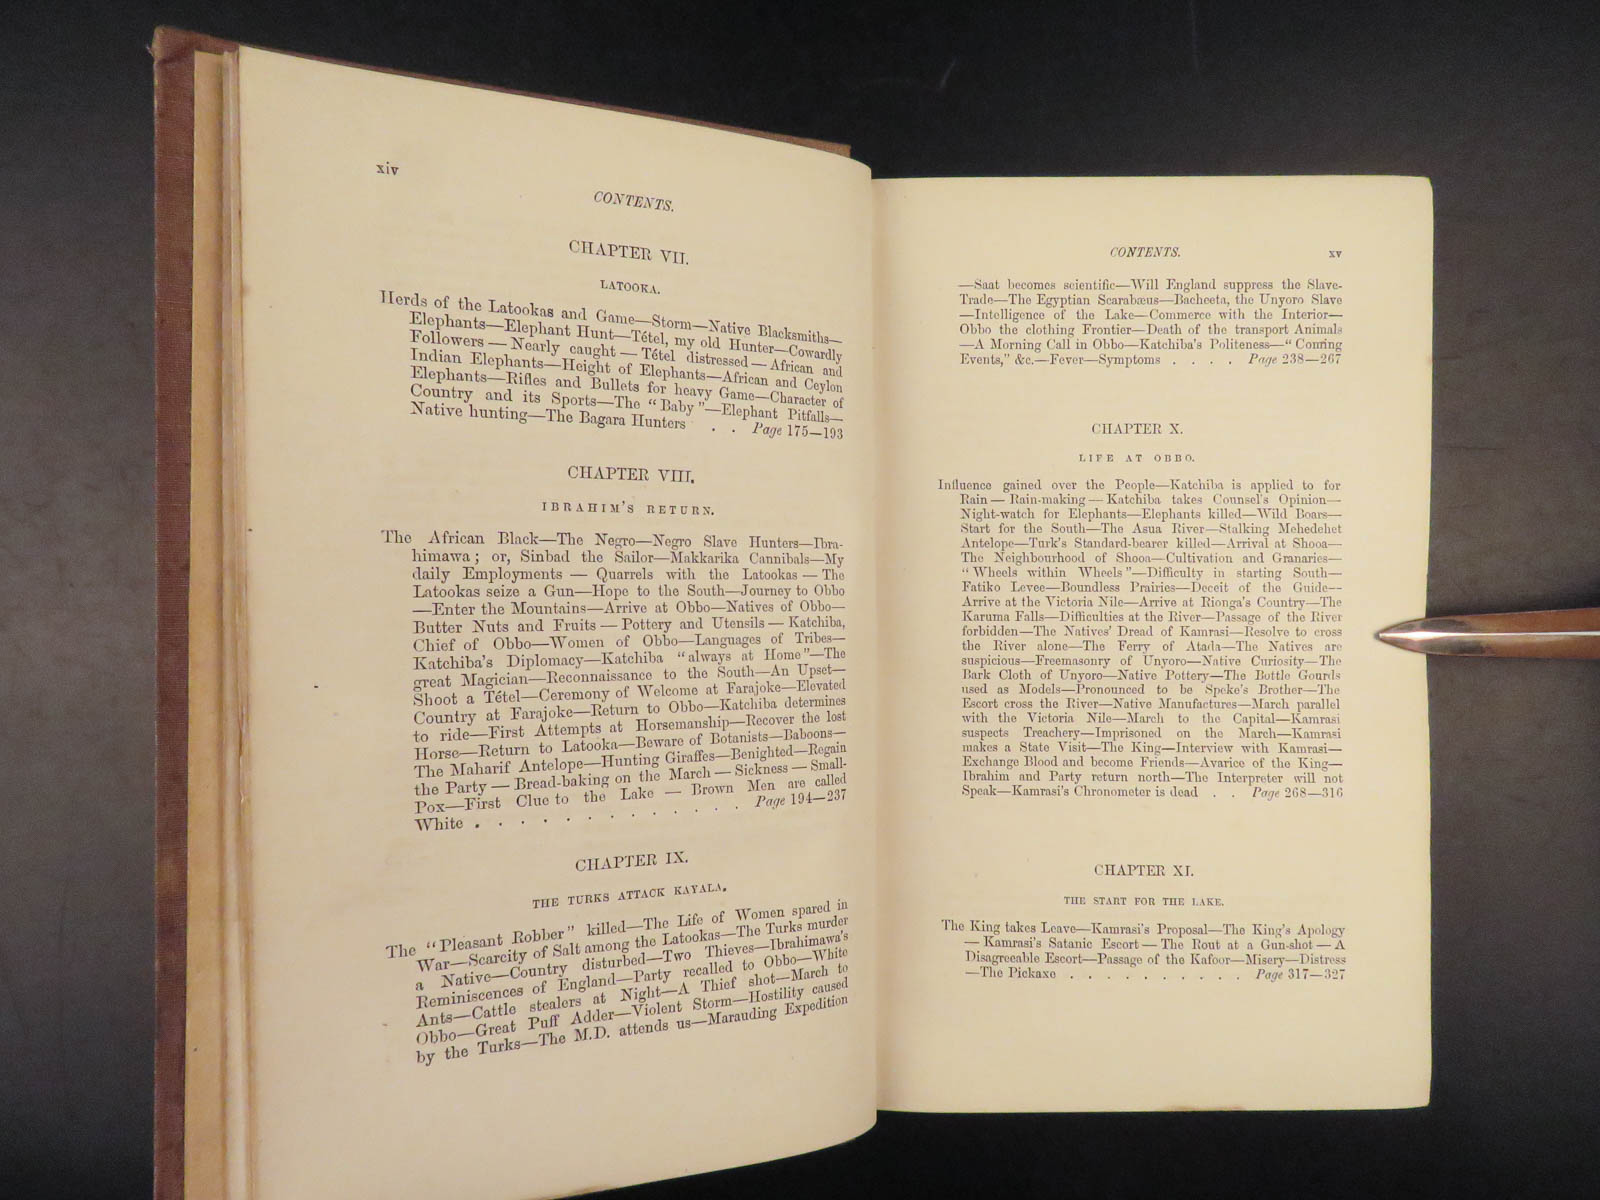 xiv
CONTENTS.
CHAPTER VII.
LATOOKA.
Herds of the Latookas and Game—Storm—Native Blacksmiths—
Elephants—Elephant Hunt—Tétel, my old Hunter—Cowardly
Followers — Nearly caught — Tétel distressed — African and
Indian Elephants—Height of Elephants—African and Ceylon
Elephants—Rifles and Bullets for heavy Game—Character of
Country and its Sports—The "Baby"—Elephant Pitfalls—
Native hunting—The Bagara Hunters . . Page 175—193
CHAPTER VIII.
IBRAHIM'S RETURN.
The African Black—The Negro—Negro Slave Hunters—Ibra-
himawa; or, Sinbad the Sailor—Makkarika Cannibals—My
daily Employments — Quarrels with the Latookas — The
Latookas seize a Gun—Hope to the South—Journey to Obbo
—Enter the Mountains—Arrive at Obbo—Natives of Obbo—
Butter Nuts and Fruits — Pottery and Utensils — Katchiba,
Chief of Obbo—Women of Obbo—Languages of Tribes—
Katchiba's Diplomacy—Katchiba "always at Home"—The
great Magician—Reconnaissance to the South—An Upset—
Shoot a Tétel—Ceremony of Welcome at Farajoke—Elevated
Country at Farajoke—Return to Obbo—Katchiba determines
to ride—First Attempts at Horsemanship—Recover the lost
Horse—Return to Latooka—Beware of Botanists—Baboons—
The Maharif Antelope—Hunting Giraffes—Benighted—Regain
the Party — Bread-baking on the March — Sickness — Small-
Pox—First Clue to the Lake — Brown Men are called
White . . . . . . . . . . . . . Page 194—237
CHAPTER IX.
THE TURKS ATTACK KAYALA.
The "Pleasant Robber" killed—The Life of Women spared in
War—Scarcity of Salt among the Latookas—The Turks murder
a Native—Country disturbed—Two Thieves—Ibrahimawa's
Reminiscences of England—Party recalled to Obbo—White
Ants—Cattle stealers at Night—A Thief shot—March to
Obbo—Great Puff Adder—Violent Storm—Hostility caused
by the Turks—The M.D. attends us—Marauding Expedition
CONTENTS. xv
—Saat becomes scientific—Will England suppress the Slave-
Trade—The Egyptian Scarabæus—Bacheeta, the Unyoro Slave
—Intelligence of the Lake—Commerce with the Interior—
Obbo the clothing Frontier—Death of the transport Animals
—A Morning Call in Obbo—Katchiba's Politeness—"Coming
Events," &c.—Fever—Symptoms . . . . Page 238—267
CHAPTER X.
LIFE AT OBBO.
Influence gained over the People—Katchiba is applied to for
Rain — Rain-making — Katchiba takes Counsel's Opinion—
Night-watch for Elephants—Elephants killed—Wild Boars—
Start for the South—The Asua River—Stalking Mehedehet
Antelope—Turk's Standard-bearer killed—Arrival at Shooa—
The Neighbourhood of Shooa—Cultivation and Granaries—
"Wheels within Wheels"—Difficulty in starting South—
Fatiko Levee—Boundless Prairies—Deceit of the Guide—
Arrive at the Victoria Nile—Arrive at Rionga's Country—The
Karuma Falls—Difficulties at the River—Passage of the River
forbidden—The Natives' Dread of Kamrasi—Resolve to cross
the River alone—The Ferry of Atada—The Natives are
suspicious—Freemasonry of Unyoro—Native Curiosity—The
Bark Cloth of Unyoro—Native Pottery—The Bottle Gourds
used as Models—Pronounced to be Speke's Brother—The
Escort cross the River—Native Manufactures—March parallel
with the Victoria Nile—March to the Capital—Kamrasi
suspects Treachery—Imprisoned on the March—Kamrasi
makes a State Visit—The King—Interview with Kamrasi—
Exchange Blood and become Friends—Avarice of the King—
Ibrahim and Party return north—The Interpreter will not
Speak—Kamrasi's Chronometer is dead . . Page 268—316
CHAPTER XI.
THE START FOR THE LAKE.
The King takes Leave—Kamrasi's Proposal—The King's Apology
— Kamrasi's Satanic Escort — The Rout at a Gun-shot — A
Disagreeable Escort—Passage of the Kafoor—Misery—Distress
—The Pickaxe . . . . . . . . . . Page 317—327